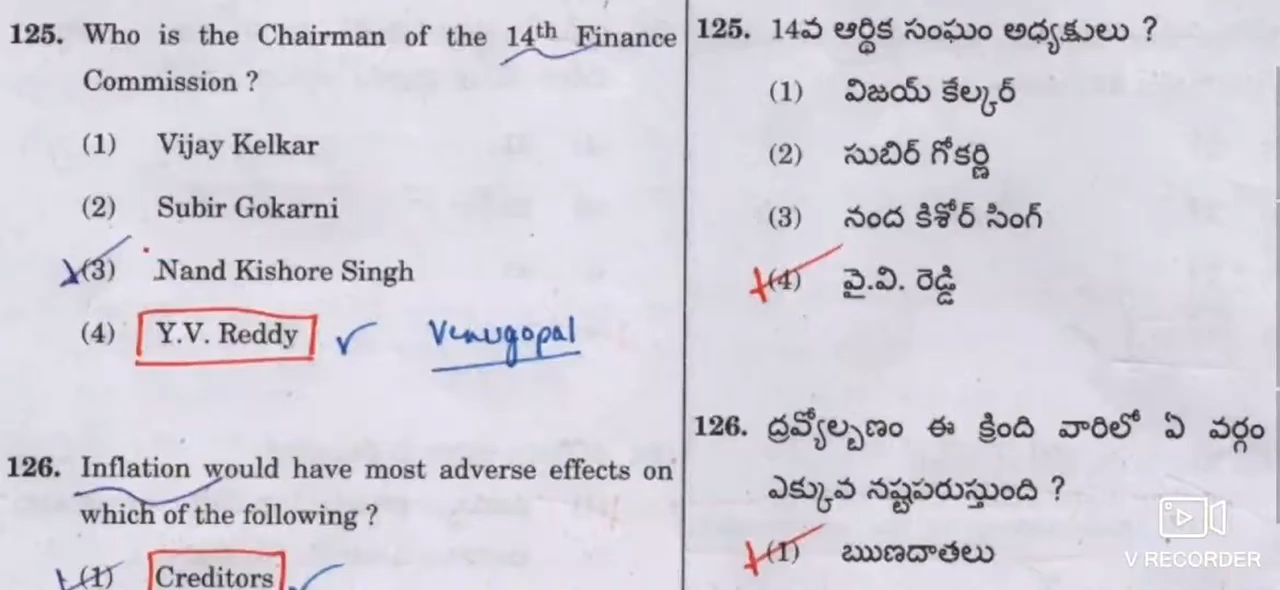 125. Who is the Chairman of the 14th Finance
Commission ?
(1) Vijay Kelkar
(2) Subir Gokarni
(3) Nand Kishore Singh
(4) Y.V. Reddy
Venugopal
126. Inflation would have most adverse effects on
which of the following ?
(1) Creditors
125. 14వ ఆర్థిక సంఘం అధ్యక్షులు ?
(1) విజయ్ కేల్కర్
(2) సుబిర్ గోకర్ణి
(3) నంద కిశోర్ సింగ్
(4) వై.వి. రెడ్డి
126. ద్రవ్యోల్బణం ఈ క్రింది వారిలో ఏ వర్గం
ఎక్కువ నష్టపరుస్తుంది ?
(1) ఋణదాతలు
V RECORDER